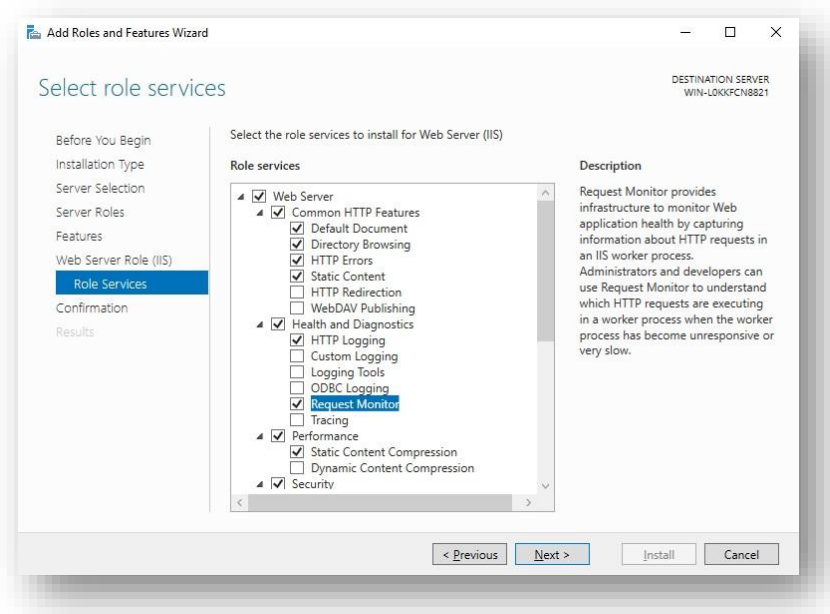 Add Roles and Features Wizard
Select role services
DESTINATION SERVER
WIN-L0KKFCN8821
Before You Begin
Installation Type
Server Selection
Server Roles
Features
Web Server Role (IIS)
Role Services
Confirmation
Results
Select the role services to install for Web Server (IIS)
Role services
Web Server
Common HTTP Features
Default Document
Directory Browsing
HTTP Errors
Static Content
HTTP Redirection
WebDAV Publishing
Health and Diagnostics
HTTP Logging
Custom Logging
Logging Tools
ODBC Logging
Request Monitor
Tracing
Performance
Static Content Compression
Dynamic Content Compression
Security
Description
Request Monitor provides
infrastructure to monitor Web
application health by capturing
information about HTTP requests in
an IIS worker process.
Administrators and developers can
use Request Monitor to understand
which HTTP requests are executing
in a worker process when the worker
process has become unresponsive or
very slow.
< Previous
Next >
Install
Cancel